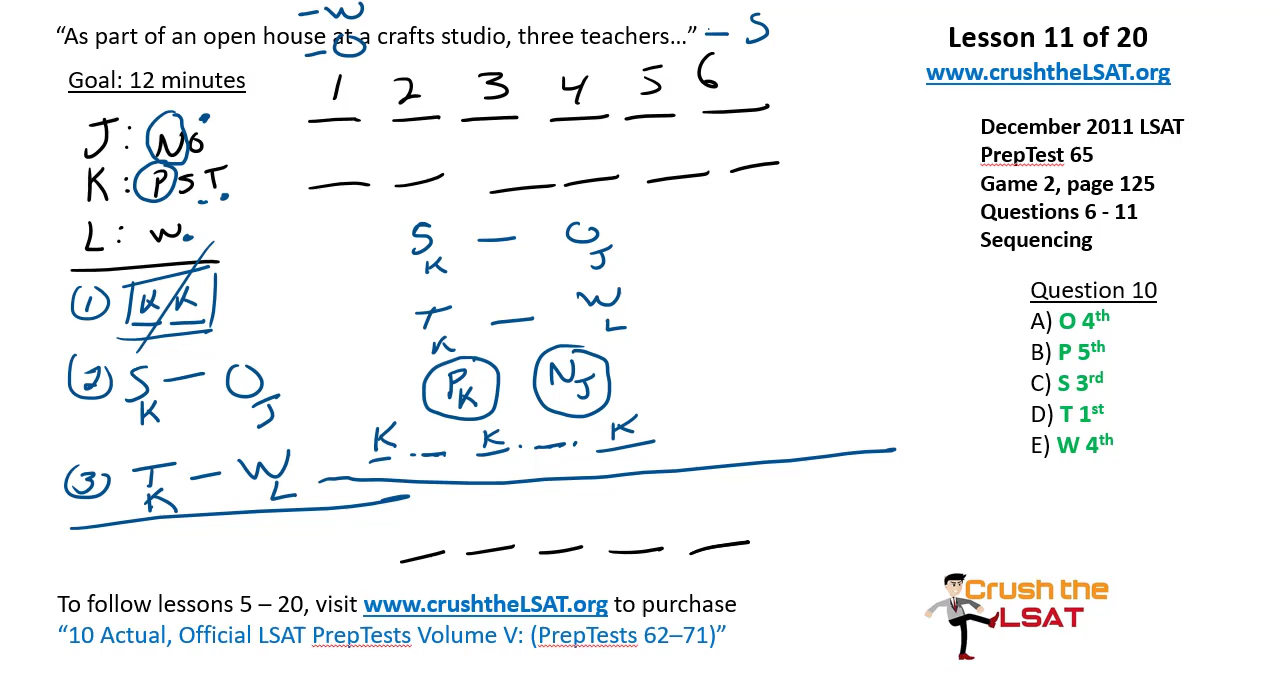 - W
"As part of an open house at a crafts studio, three teachers..." - S
- O
Goal: 12 minutes
1 2 3 4 5 6
J: NO
K: PST
L: W
(1) KK
(2) S - O
K J
(3) T - W
K L
S - O
K J
T - W
K L
PK NJ
K ... K ... K
Lesson 11 of 20
www.crushtheLSAT.org
December 2011 LSAT
PrepTest 65
Game 2, page 125
Questions 6 - 11
Sequencing
Question 10
A) O 4th
B) P 5th
C) S 3rd
D) T 1st
E) W 4th
To follow lessons 5 – 20, visit www.crushtheLSAT.org to purchase
"10 Actual, Official LSAT PrepTests Volume V: (PrepTests 62–71)"
Crush the
LSAT